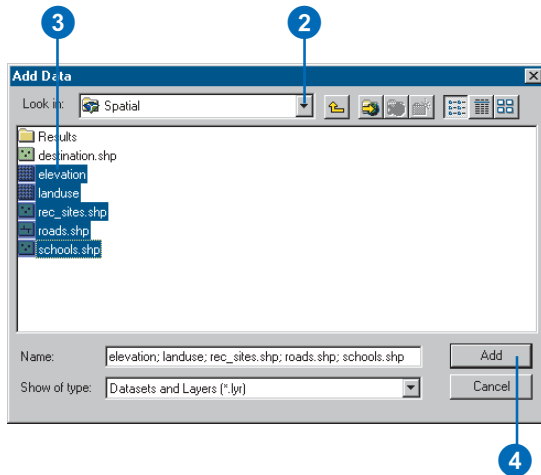 3
2
Add Data
Look in: Spatial
Results
destination.shp
elevation
landuse
rec_sites.shp
roads.shp
schools.shp
Name: elevation; landuse; rec_sites.shp; roads.shp; schools.shp Add
Show of type: Datasets and Layers (*.lyr) Cancel
4